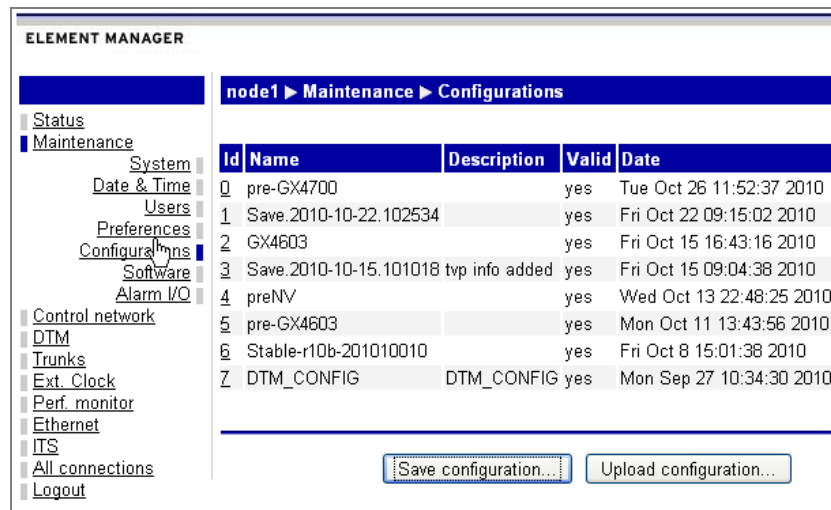 ELEMENT MANAGER
node1 ▶ Maintenance ▶ Configurations
Status
Maintenance
System
Date & Time
Users
Preferences
Configurations
Software
Alarm I/O
Control network
DTM
Trunks
Ext. Clock
Perf. monitor
Ethernet
ITS
All connections
Logout
Id Name Description Valid Date
0 pre-GX4700 yes Tue Oct 26 11:52:37 2010
1 Save.2010-10-22.102534 yes Fri Oct 22 09:15:02 2010
2 GX4603 yes Fri Oct 15 16:43:16 2010
3 Save.2010-10-15.101018 tvp info added yes Fri Oct 15 09:04:38 2010
4 preNV yes Wed Oct 13 22:48:25 2010
5 pre-GX4603 yes Mon Oct 11 13:43:56 2010
6 Stable-r10b-201010010 yes Fri Oct 8 15:01:38 2010
7 DTM_CONFIG DTM_CONFIG yes Mon Sep 27 10:34:30 2010
Save configuration... Upload configuration...